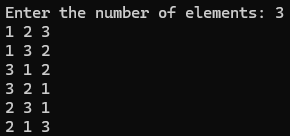 Enter the number of elements: 3
1 2 3
1 3 2
3 1 2
3 2 1
2 3 1
2 1 3